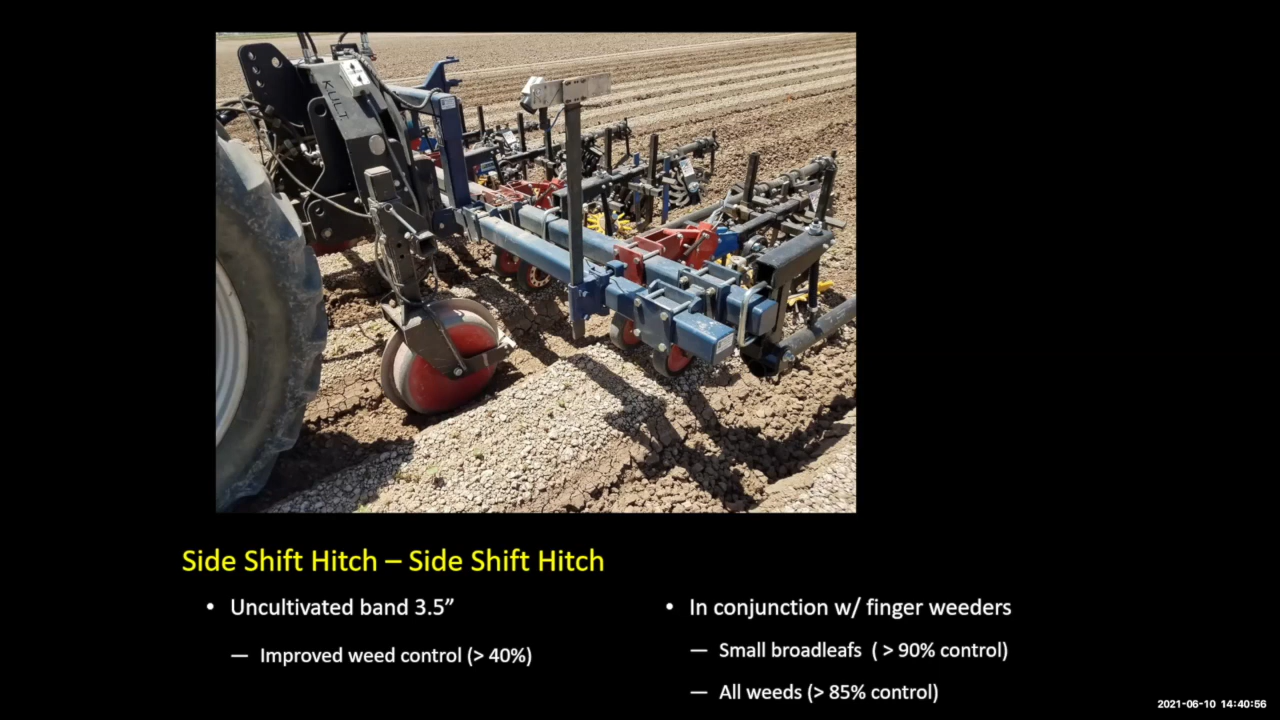 KULT
Side Shift Hitch – Side Shift Hitch
• Uncultivated band 3.5”
— Improved weed control (> 40%)
• In conjunction w/ finger weeders
— Small broadleafs ( > 90% control)
— All weeds (> 85% control)
2021-06-10 14:40:56